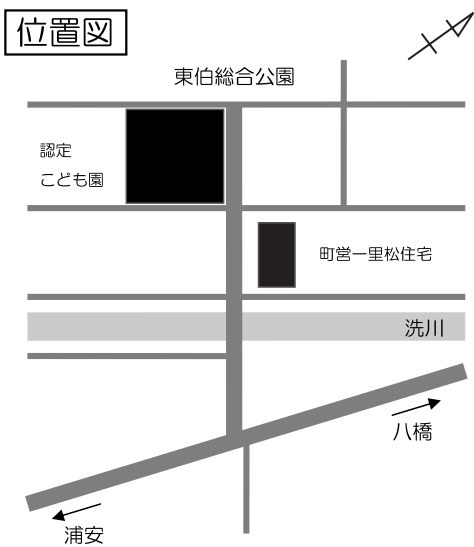 位置図
東伯総合公園
認定
こども園
町営一里松住宅
洗川
八橋
浦安